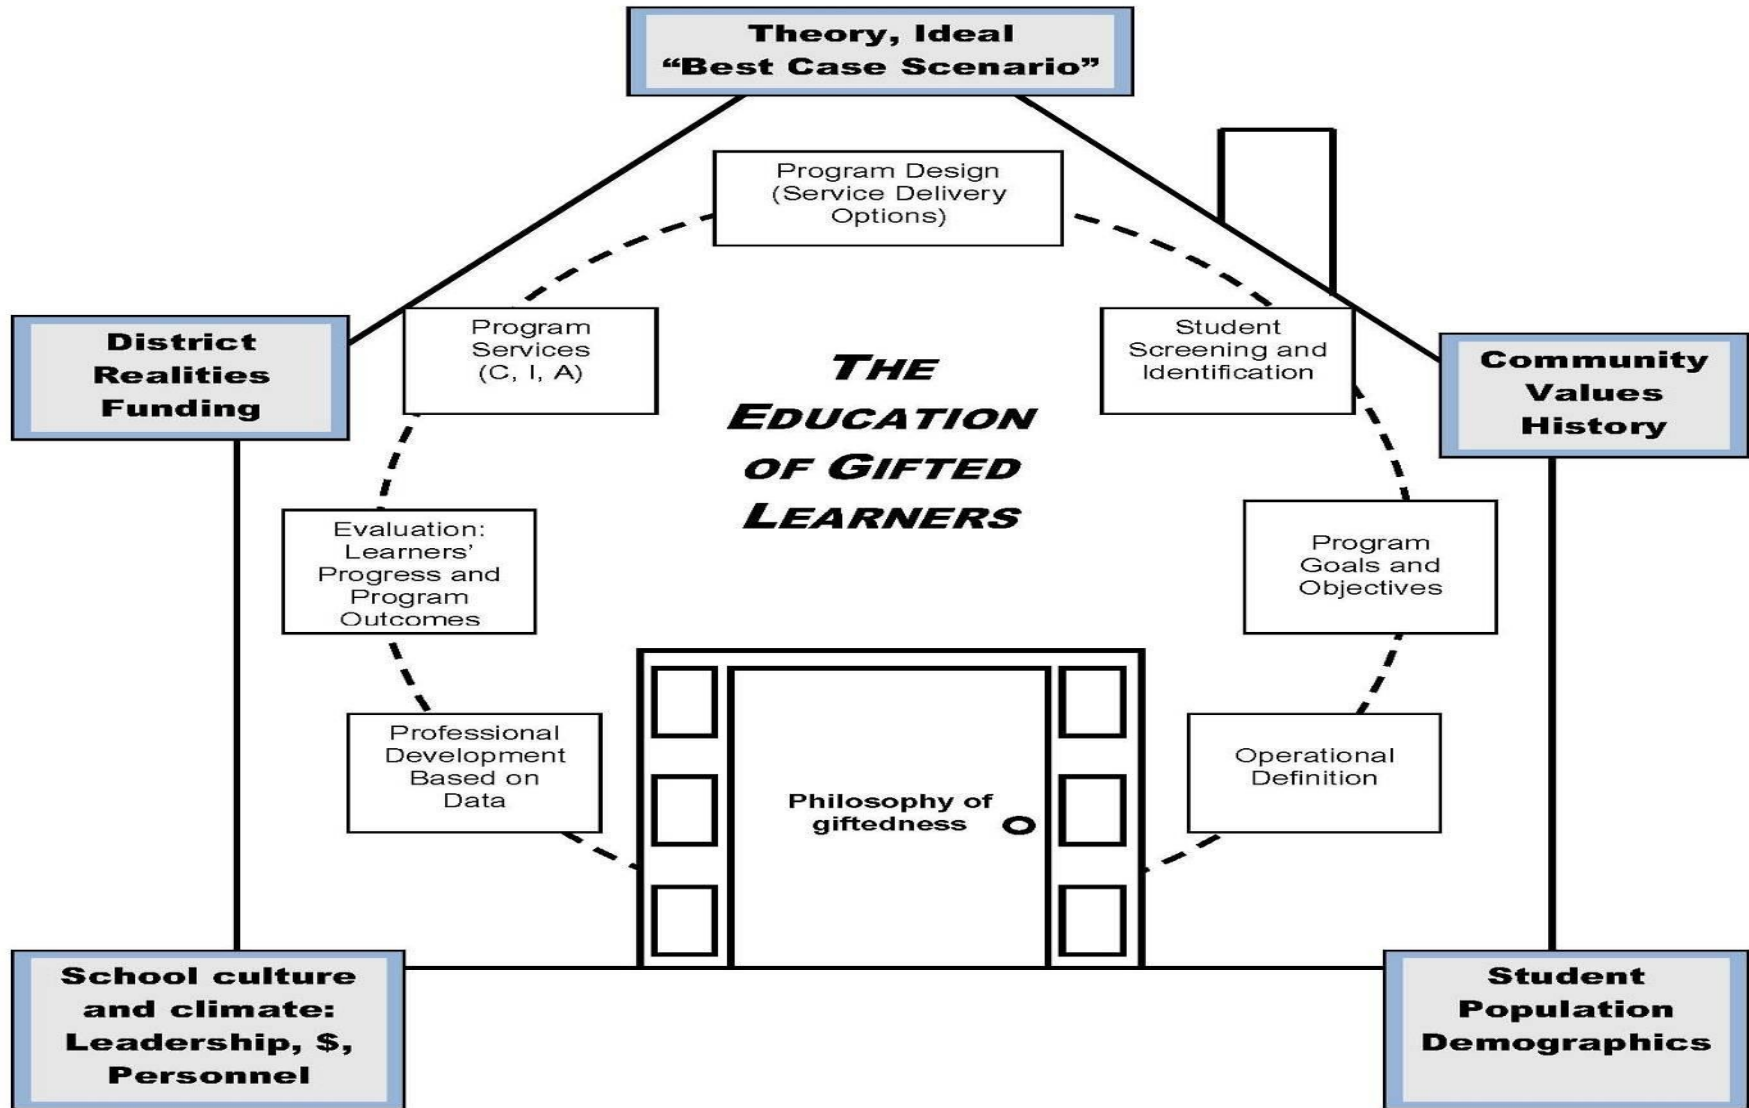 Theory, Ideal
“Best Case Scenario”
Program Design
(Service Delivery
Options)
District
Realities
Funding
Program
Services
(C, I, A)
THE
EDUCATION
OF GIFTED
LEARNERS
Student
Screening and
Identification
Community
Values
History
Evaluation:
Learners’
Progress and
Program
Outcomes
Program
Goals and
Objectives
Professional
Development
Based on
Data
Philosophy of
giftedness
Operational
Definition
School culture
and climate:
Leadership, $,
Personnel
Student
Population
Demographics